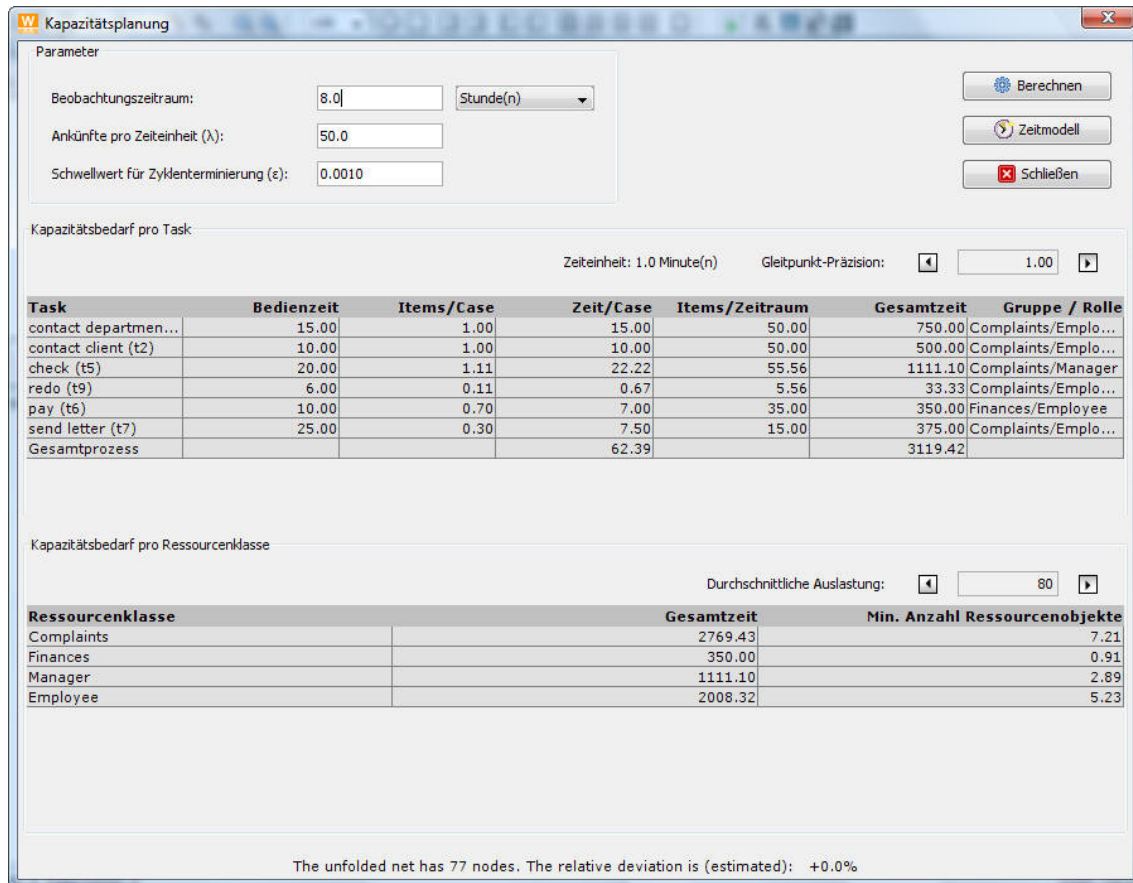 W Kapazitätsplanung
Parameter
Beobachtungszeitraum: 8.0 Stunde(n)
Berechnen
Ankünfte pro Zeiteinheit (λ): 50.0
Zeitmodell
Schwellwert für Zyklenterminierung (ε): 0.0010
Schließen
Kapazitätsbedarf pro Task
Zeiteinheit: 1.0 Minute(n) Gleitpunkt-Präzision: 1.00
Task Bedienzeit Items/Case Zeit/Case Items/Zeitraum Gesamtzeit Gruppe / Rolle
contact departmen... 15.00 1.00 15.00 50.00 750.00 Complaints/Emplo...
contact client (t2) 10.00 1.00 10.00 50.00 500.00 Complaints/Emplo...
check (t5) 20.00 1.11 22.22 55.56 1111.10 Complaints/Manager
redo (t9) 6.00 0.11 0.67 5.56 33.33 Complaints/Emplo...
pay (t6) 10.00 0.70 7.00 35.00 350.00 Finances/Employee
send letter (t7) 25.00 0.30 7.50 15.00 375.00 Complaints/Emplo...
Gesamtprozess 62.39 3119.42
Kapazitätsbedarf pro Ressourcenklasse
Durchschnittliche Auslastung: 80
Ressourcenklasse Gesamtzeit Min. Anzahl Ressourcenobjekte
Complaints 2769.43 7.21
Finances 350.00 0.91
Manager 1111.10 2.89
Employee 2008.32 5.23
The unfolded net has 77 nodes. The relative deviation is (estimated): +0.0%